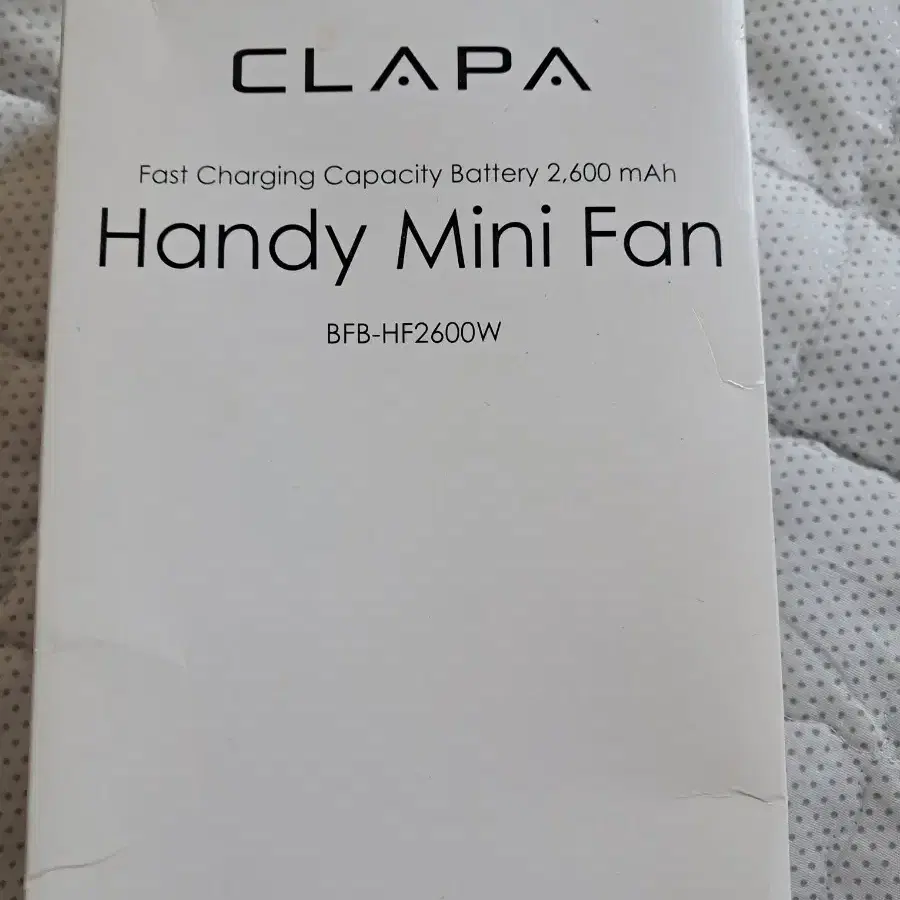 CLAPA
Fast Charging Capacity Battery 2,600 mAh
Handy Mini Fan
BFB-HF2600W